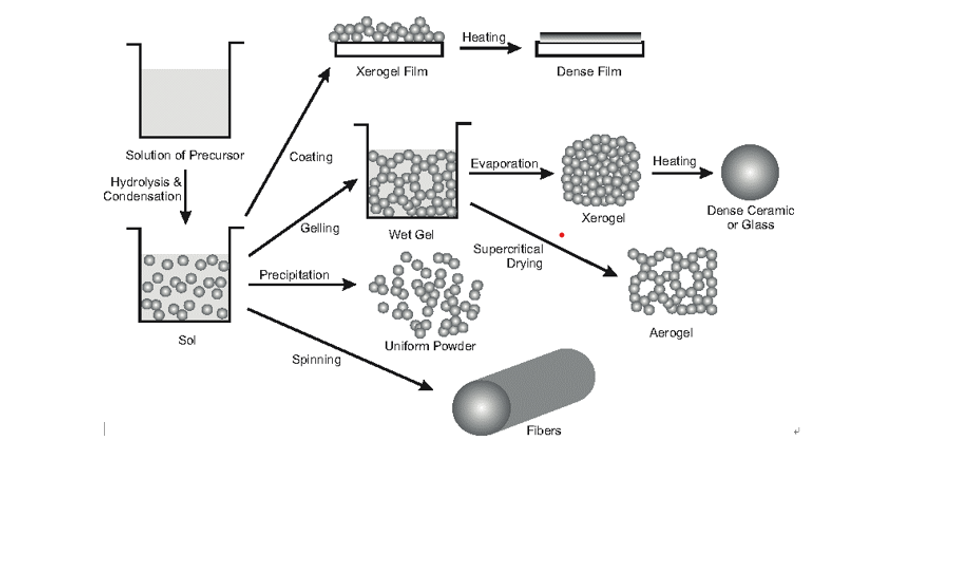 Heating
Xerogel Film
Dense Film
Solution of Precursor
Coating
Hydrolysis &
Condensation
Evaporation
Heating
Xerogel
Dense Ceramic
or Glass
Gelling
Wet Gel
Supercritical
Drying
Precipitation
Sol
Uniform Powder
Aerogel
Spinning
Fibers